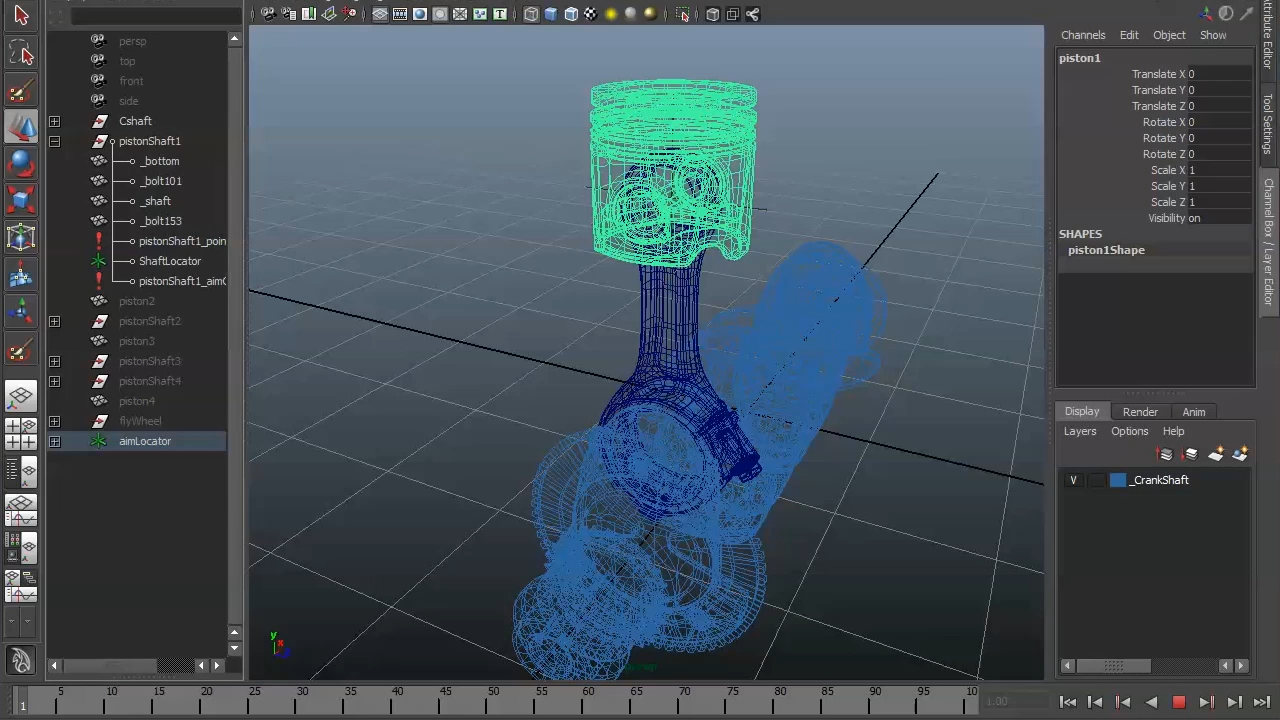 persp
top
front
side
Cshaft
pistonShaft1
_bottom
_bolt101
_shaft
_bolt153
pistonShaft1_poin
ShaftLocator
pistonShaft1_aim
piston2
pistonShaft2
piston3
pistonShaft3
pistonShaft4
piston4
flyWheel
aimLocator
T
y
x
persp
Channels Edit Object Show
piston1
Translate X 0
Translate Y 0
Translate Z 0
Rotate X 0
Rotate Y 0
Rotate Z 0
Scale X 1
Scale Y 1
Scale Z 1
Visibility on
SHAPES
piston1Shape
Display Render Anim
Layers Options Help
V _CrankShaft
Attribute Editor
Tool Settings
Channel Box / Layer Editor
1 5 10 15 20 25 30 35 40 45 50 55 60 65 70 75 80 85 90 95 10
1.00